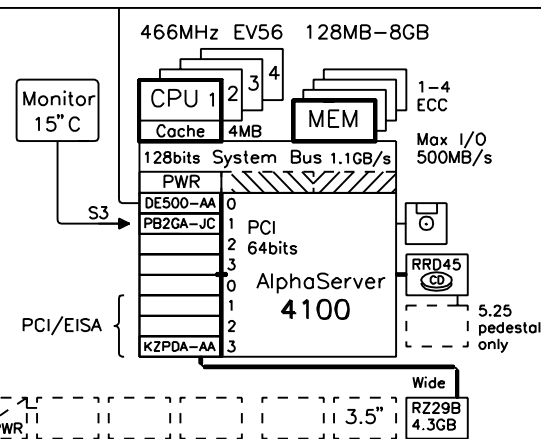 466MHz EV56 128MB-8GB
Monitor
15"C
CPU 1 2 3 4
Cache 4MB
MEM
1-4
ECC
Max I/O
500MB/s
128bits System Bus 1.1GB/s
PWR
DE500-AA 0
S3
PB2GA-JC 1
PCI
64bits
2
3
0
1
2
AlphaServer
4100
PCI/EISA
KZPDA-AA 3
RRD45
CD
5.25
pedestal
only
Wide
PWR
3.5"
RZ29B
4.3GB